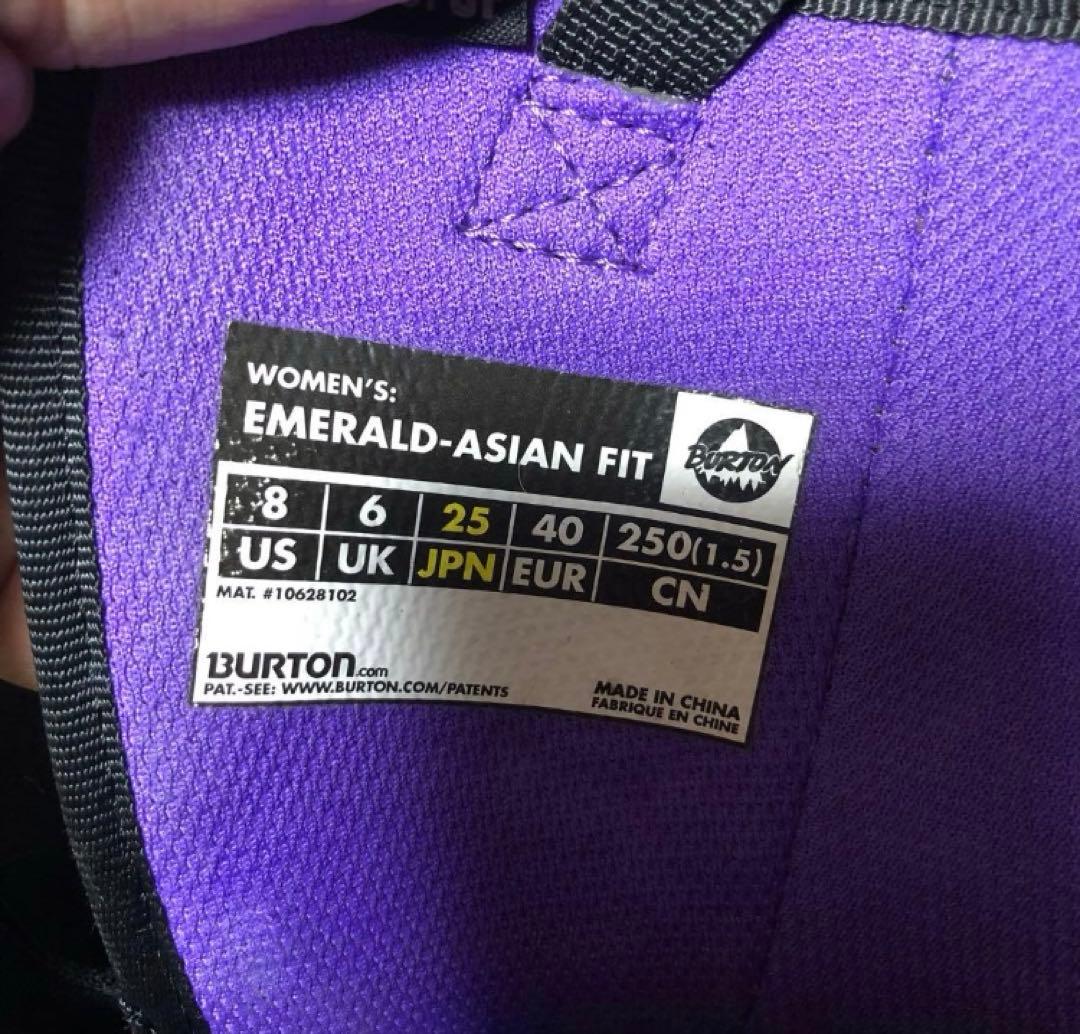 WOMEN'S:
EMERALD-ASIAN FIT
BURTON
8 6 25 40 250(1.5)
US UK JPN EUR CN
MAT. #10628102
BURTON.com
PAT.-SEE: WWW.BURTON.COM/PATENTS
MADE IN CHINA
FABRIQUE EN CHINE